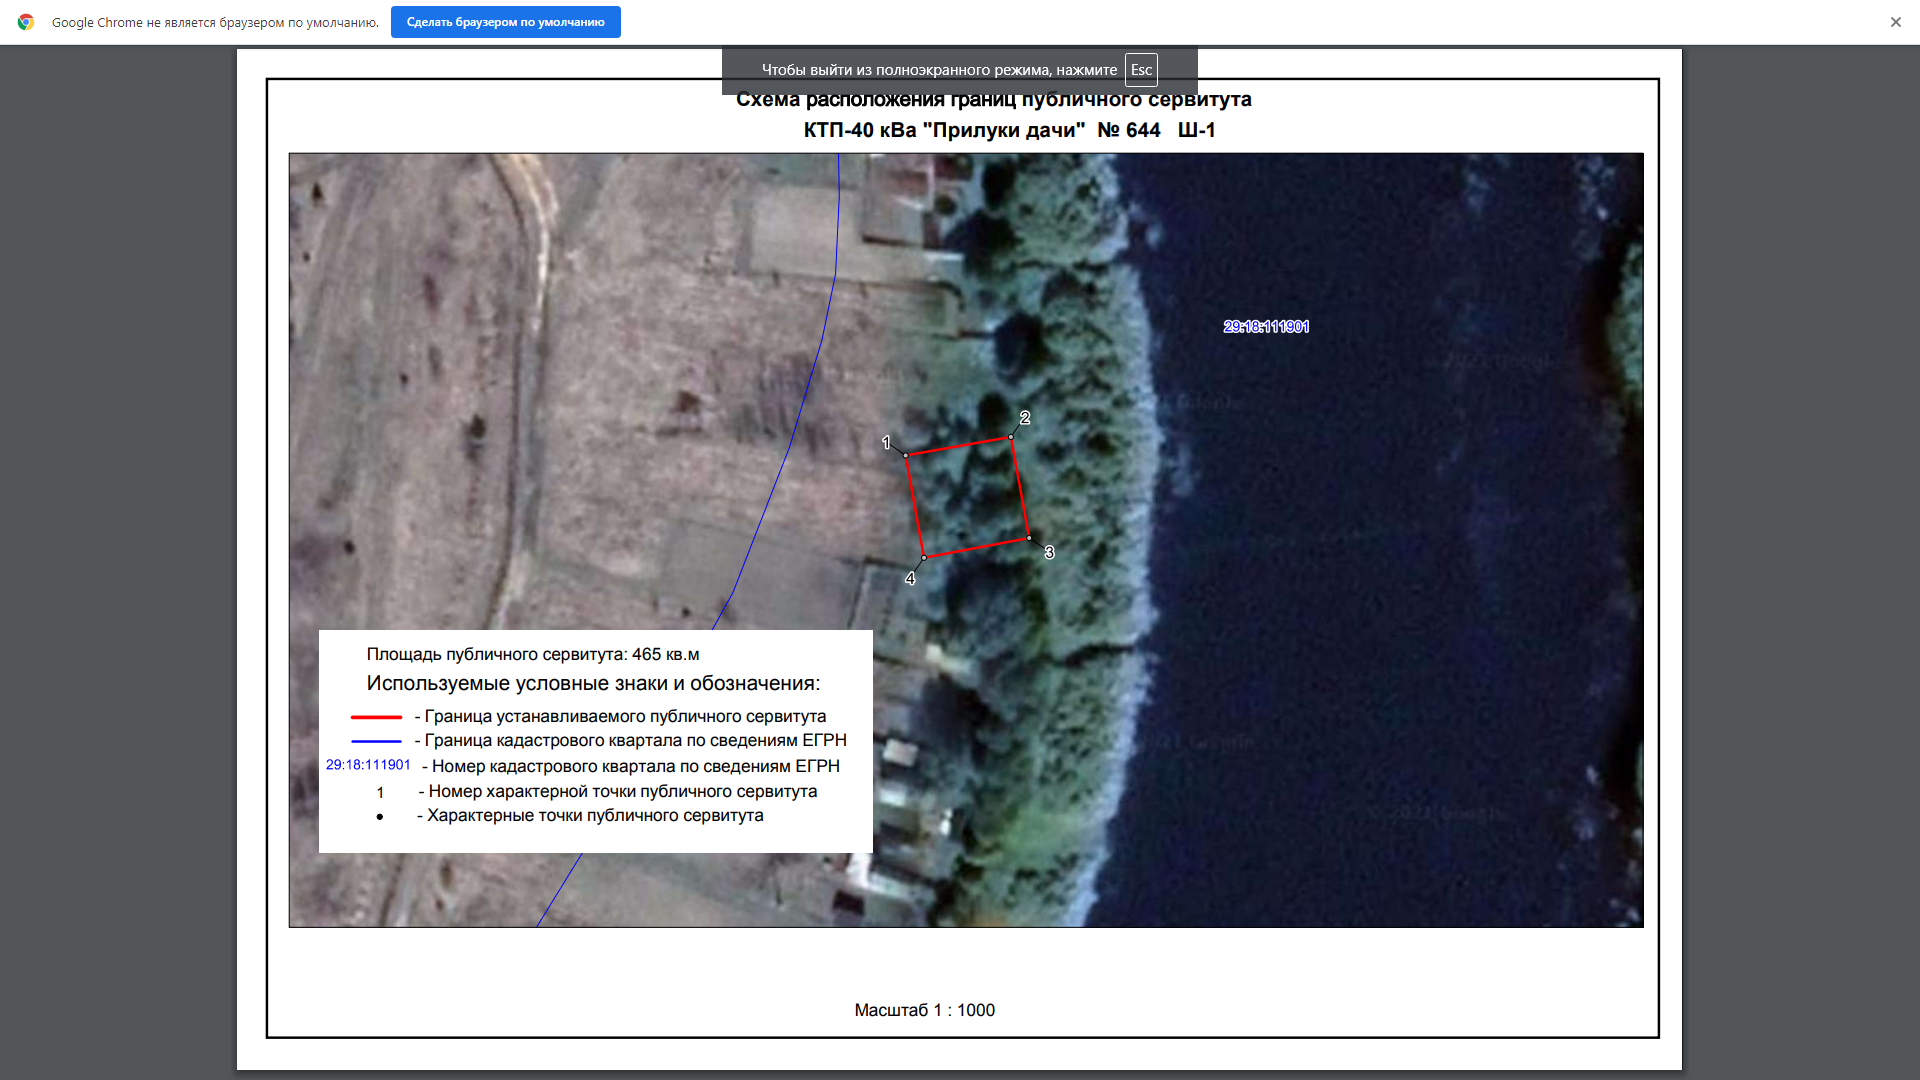 Google Chrome не является браузером по умолчанию. Сделать браузером по умолчанию
Чтобы выйти из полноэкранного режима, нажмите Esc
Схема расположения границ публичного сервитута
КТП-40 кВа "Прилуки дачи" № 644 Ш-1
29:18:111901
2
1
3
4
Площадь публичного сервитута: 465 кв.м
Используемые условные знаки и обозначения:
- Граница устанавливаемого публичного сервитута
- Граница кадастрового квартала по сведениям ЕГРН
29:18:111901 - Номер кадастрового квартала по сведениям ЕГРН
1 - Номер характерной точки публичного сервитута
- Характерные точки публичного сервитута
Масштаб 1 : 1000